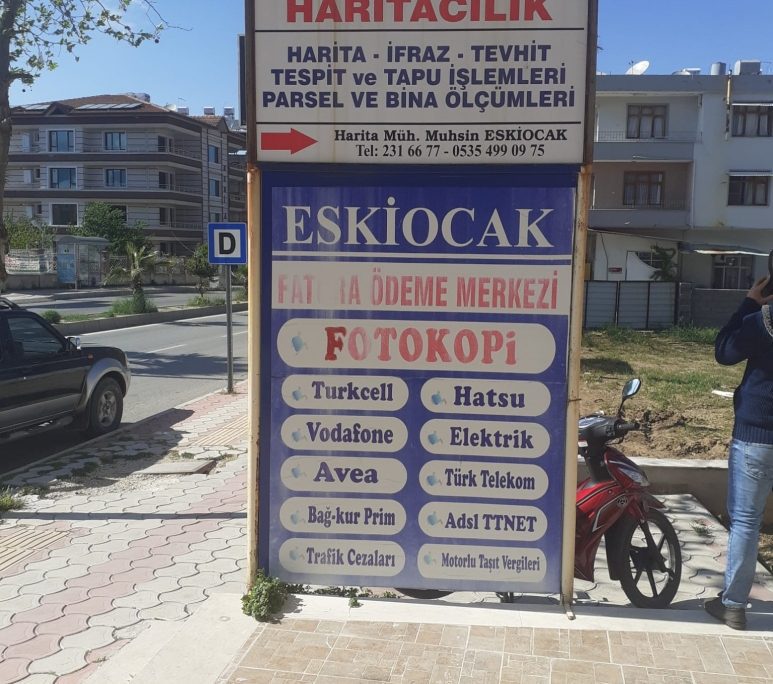 HARİTACILIK
HARİTA - İFRAZ - TEVHİT
TESPİT ve TAPU İŞLEMLERİ
PARSEL VE BİNA ÖLÇÜMLERİ
Harita Müh. Muhsin ESKİOCAK
Tel: 231 66 77 - 0535 499 09 75
D
ESKİOCAK
FATURA ÖDEME MERKEZİ
FOTOKOPi
Turkcell
Hatsu
Vodafone
Elektrik
Avea
Türk Telekom
Bağ-kur Prim
Adsl TTNET
Trafik Cezaları
Motorlu Taşıt Vergileri